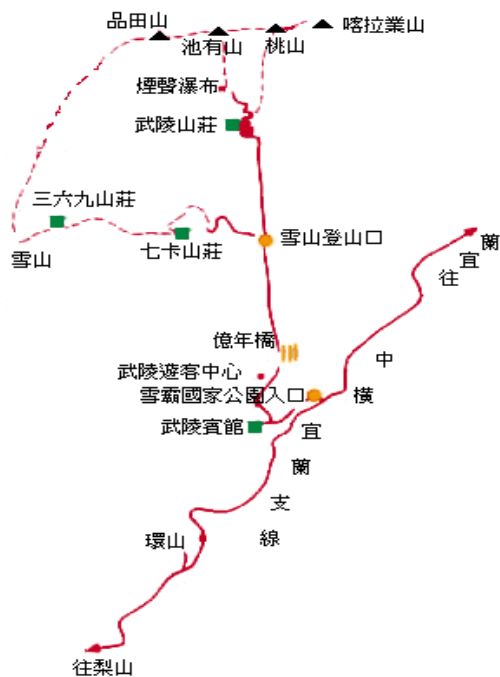 品田山
池有山
桃山
喀拉業山
煙聲瀑布
武陵山莊
三六九山莊
雪山
七卡山莊
雪山登山口
往宜蘭
億年橋
武陵遊客中心
雪霸國家公園入口
武陵賓館
中橫宜蘭支線
環山
往梨山